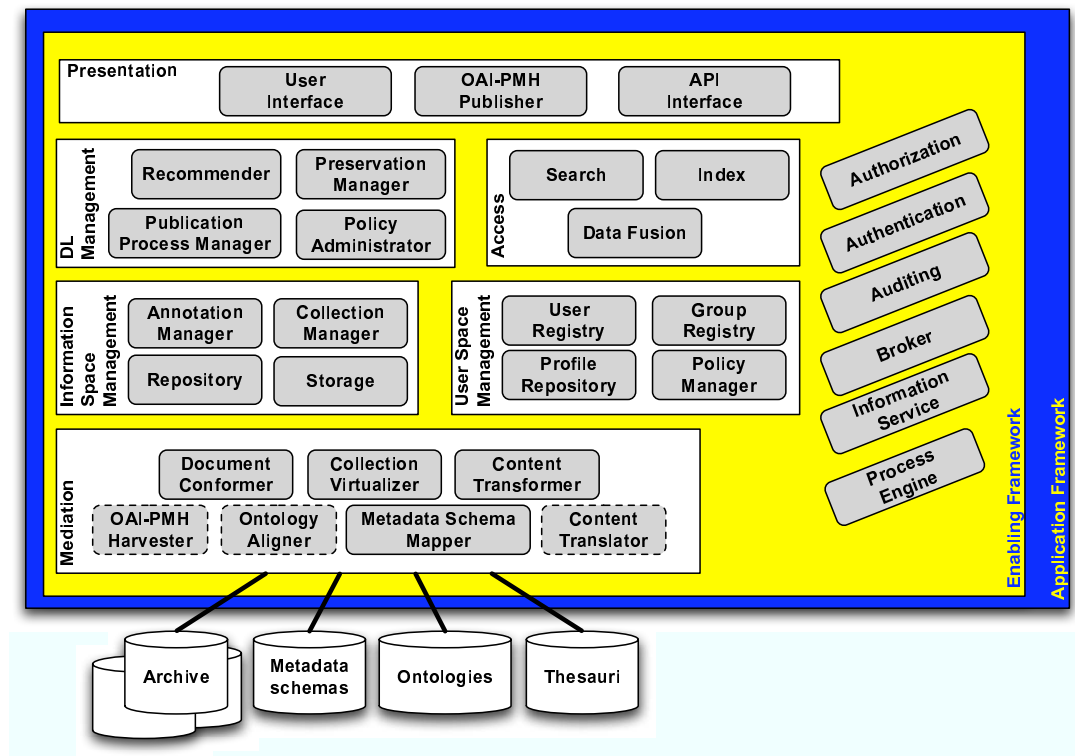 Presentation
User
Interface
OAI-PMH
Publisher
API
Interface
DL
Management
Recommender
Preservation
Manager
Publication
Process Manager
Policy
Administrator
Access
Search
Index
Data Fusion
Information
Space
Management
Annotation
Manager
Collection
Manager
Repository
Storage
User Space
Management
User
Registry
Group
Registry
Profile
Repository
Policy
Manager
Mediation
Document
Conformer
Collection
Virtualizer
Content
Transformer
OAI-PMH
Harvester
Ontology
Aligner
Metadata Schema
Mapper
Content
Translator
Authorization
Authentication
Auditing
Broker
Information
Service
Process
Engine
Enabling Framework
Application Framework
Archive
Metadada
schemas
Ontologies
Thesauri